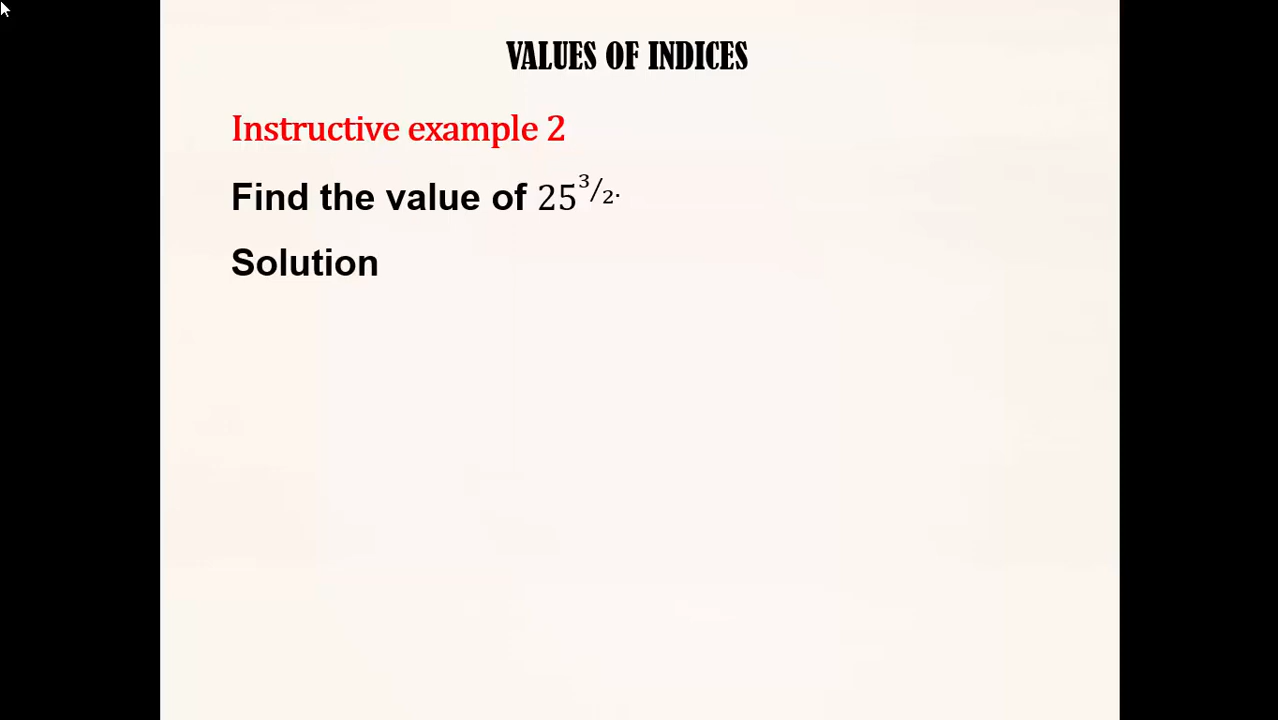 VALUES OF INDICES
Instructive example 2
Find the value of 25^{3/2}.
Solution